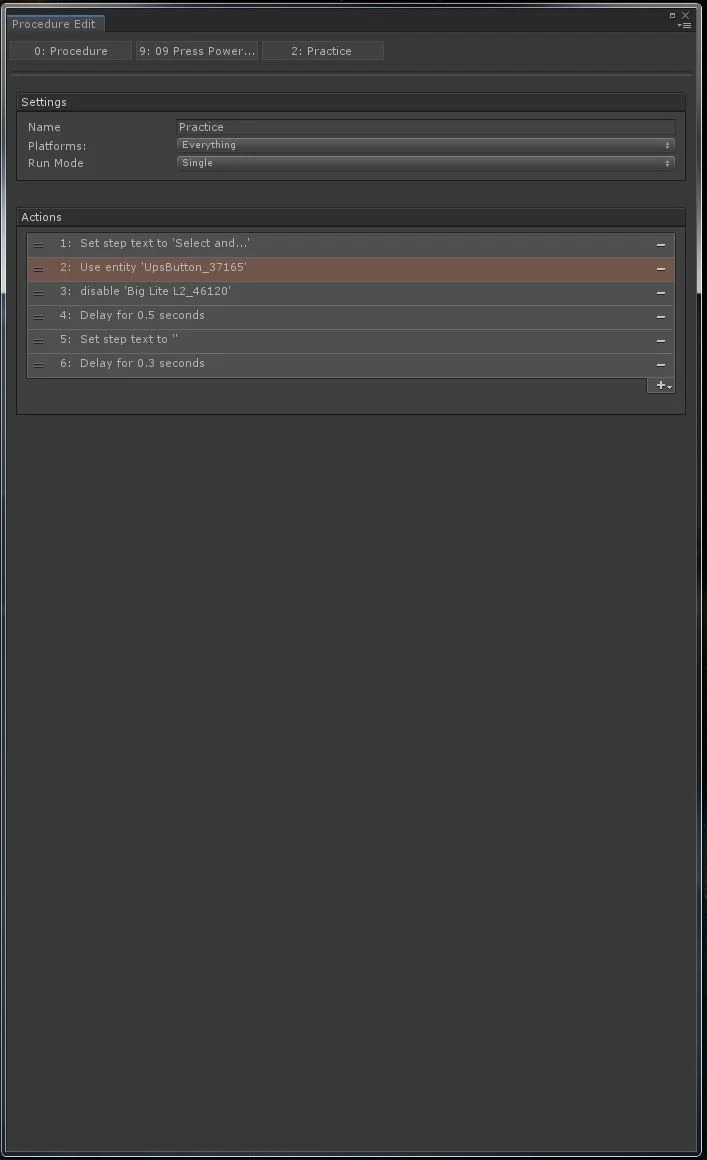 Procedure Edit
0: Procedure 9: 09 Press Power... 2: Practice
Settings
Name Practice
Platforms: Everything
Run Mode Single
Actions
1: Set step text to 'Select and...'
2: Use entity 'UpsButton_37165'
3: disable 'Big Lite L2_46120'
4: Delay for 0.5 seconds
5: Set step text to ''
6: Delay for 0.3 seconds